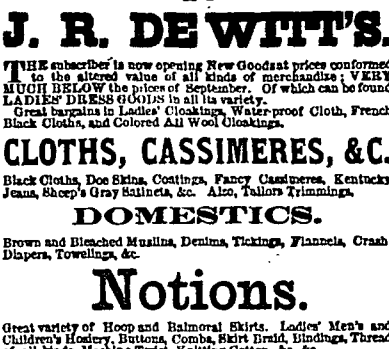 J. R. DE WITT'S.
THE subscriber is now opening New Goods at prices conformed
to the altered value of all kinds of merchandise; VERY
MUCH BELOW the prices of September. Of which can be found
LADIES' DRESS GOODS in all its variety.
Great bargains in Ladies' Cloakings, Water-proof Cloth, French
Black Cloths, and Colored All Wool Cloakings.
CLOTHS, CASSIMERES, &C.
Black Cloths, Doe Skins, Coatings, Fancy Cassimeres, Kentucky
Jeans, Sheep's Gray Satinets, &c. Also, Tailors Trimmings,
DOMESTICS.
Brown and Bleached Muslins, Denims, Tickings, Flannels, Crash
Diapers, Towelings, &c.
Notions.
Great variety of Hoop and Balmoral Skirts. Ladies' Men's and
Children's Hosiery, Buttons, Combs, Skirt Braid, Bindings, Thread